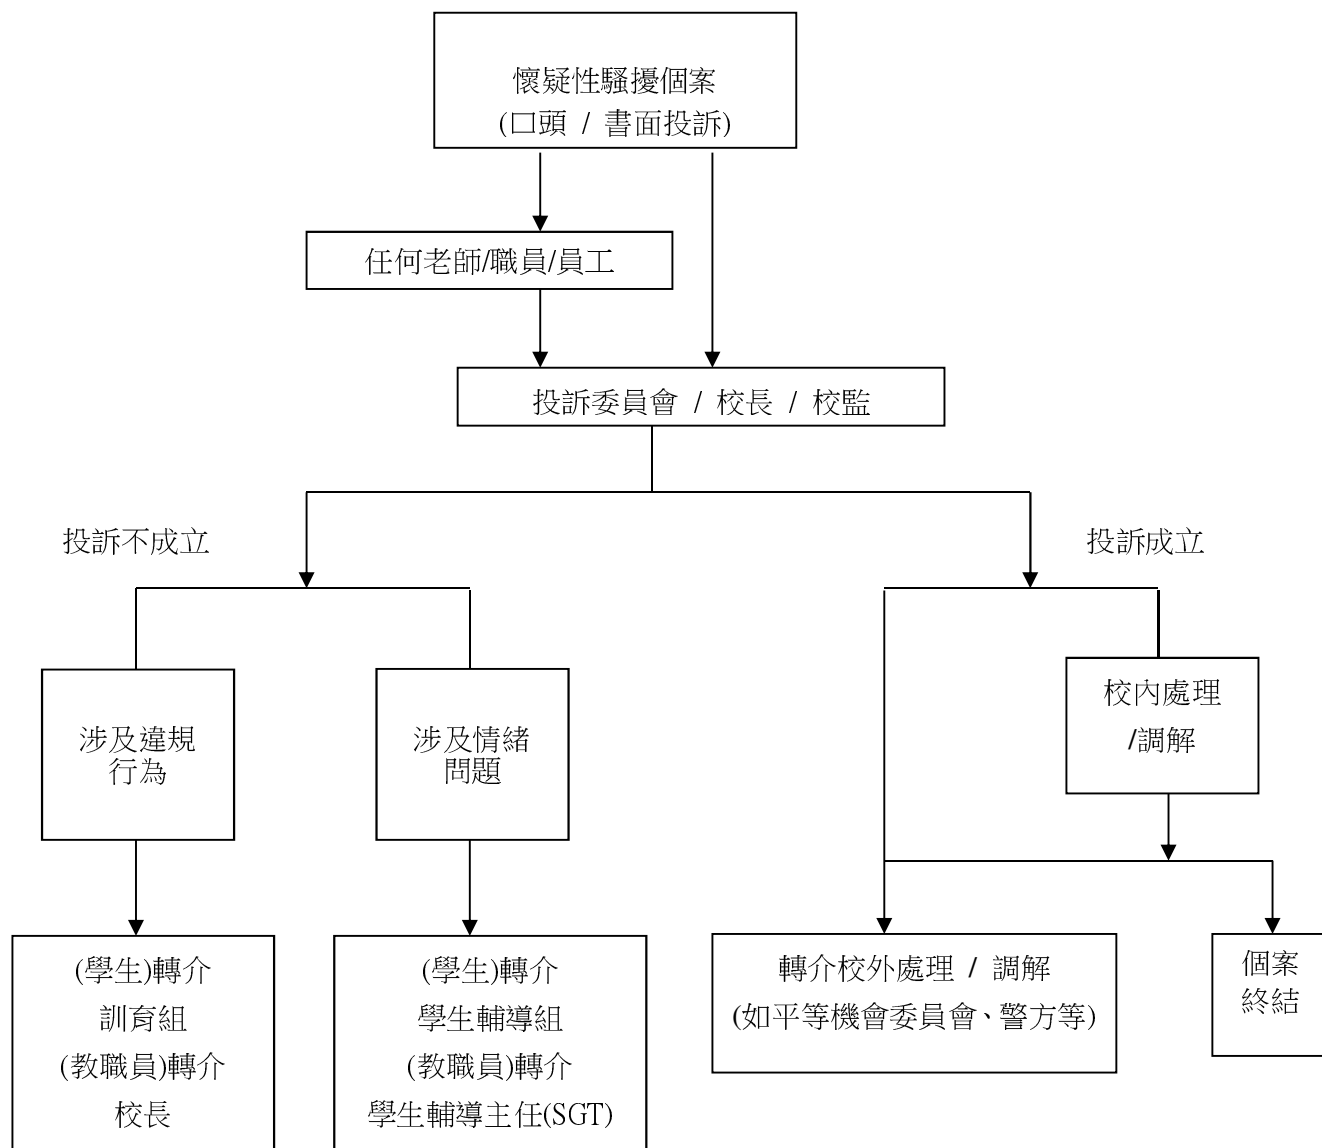 懷疑性騷擾個案
(口頭 / 書面投訴)
任何老師/職員/員工
投訴委員會 / 校長 / 校監
投訴不成立
投訴成立
涉及違規
行為
涉及情緒
問題
校內處理
/調解
(學生)轉介
訓育組
(教職員)轉介
校長
(學生)轉介
學生輔導組
(教職員)轉介
學生輔導主任(SGT)
轉介校外處理 / 調解
(如平等機會委員會、警方等)
個案
終結